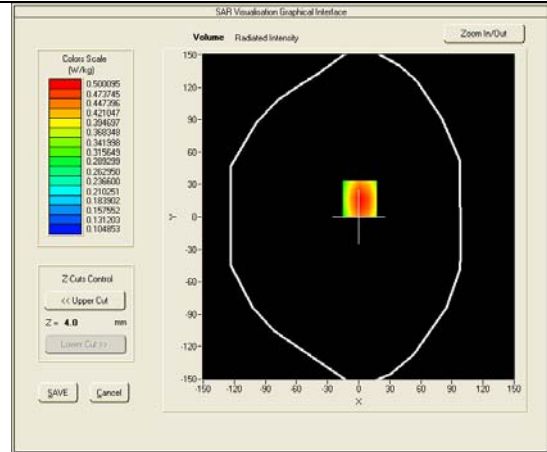 SAR Visualisation Graphical Interface
Volume Radiated Intensity
Zoom In/Out
Colors Scale
(W/kg)
0.500095
0.473745
0.447396
0.421047
0.394697
0.368348
0.341998
0.315649
0.289299
0.262950
0.236600
0.210251
0.183902
0.157552
0.131203
0.104853
Z-Cuts Control
<< Upper Cut
Z = 4.0 mm
Lower Cut >>
SAVE
Cancel
150
120
90
60
30
0
-30
-60
-90
-120
-150
Y
-150 -120 -90 -60 -30 0 30 60 90 120 150
X